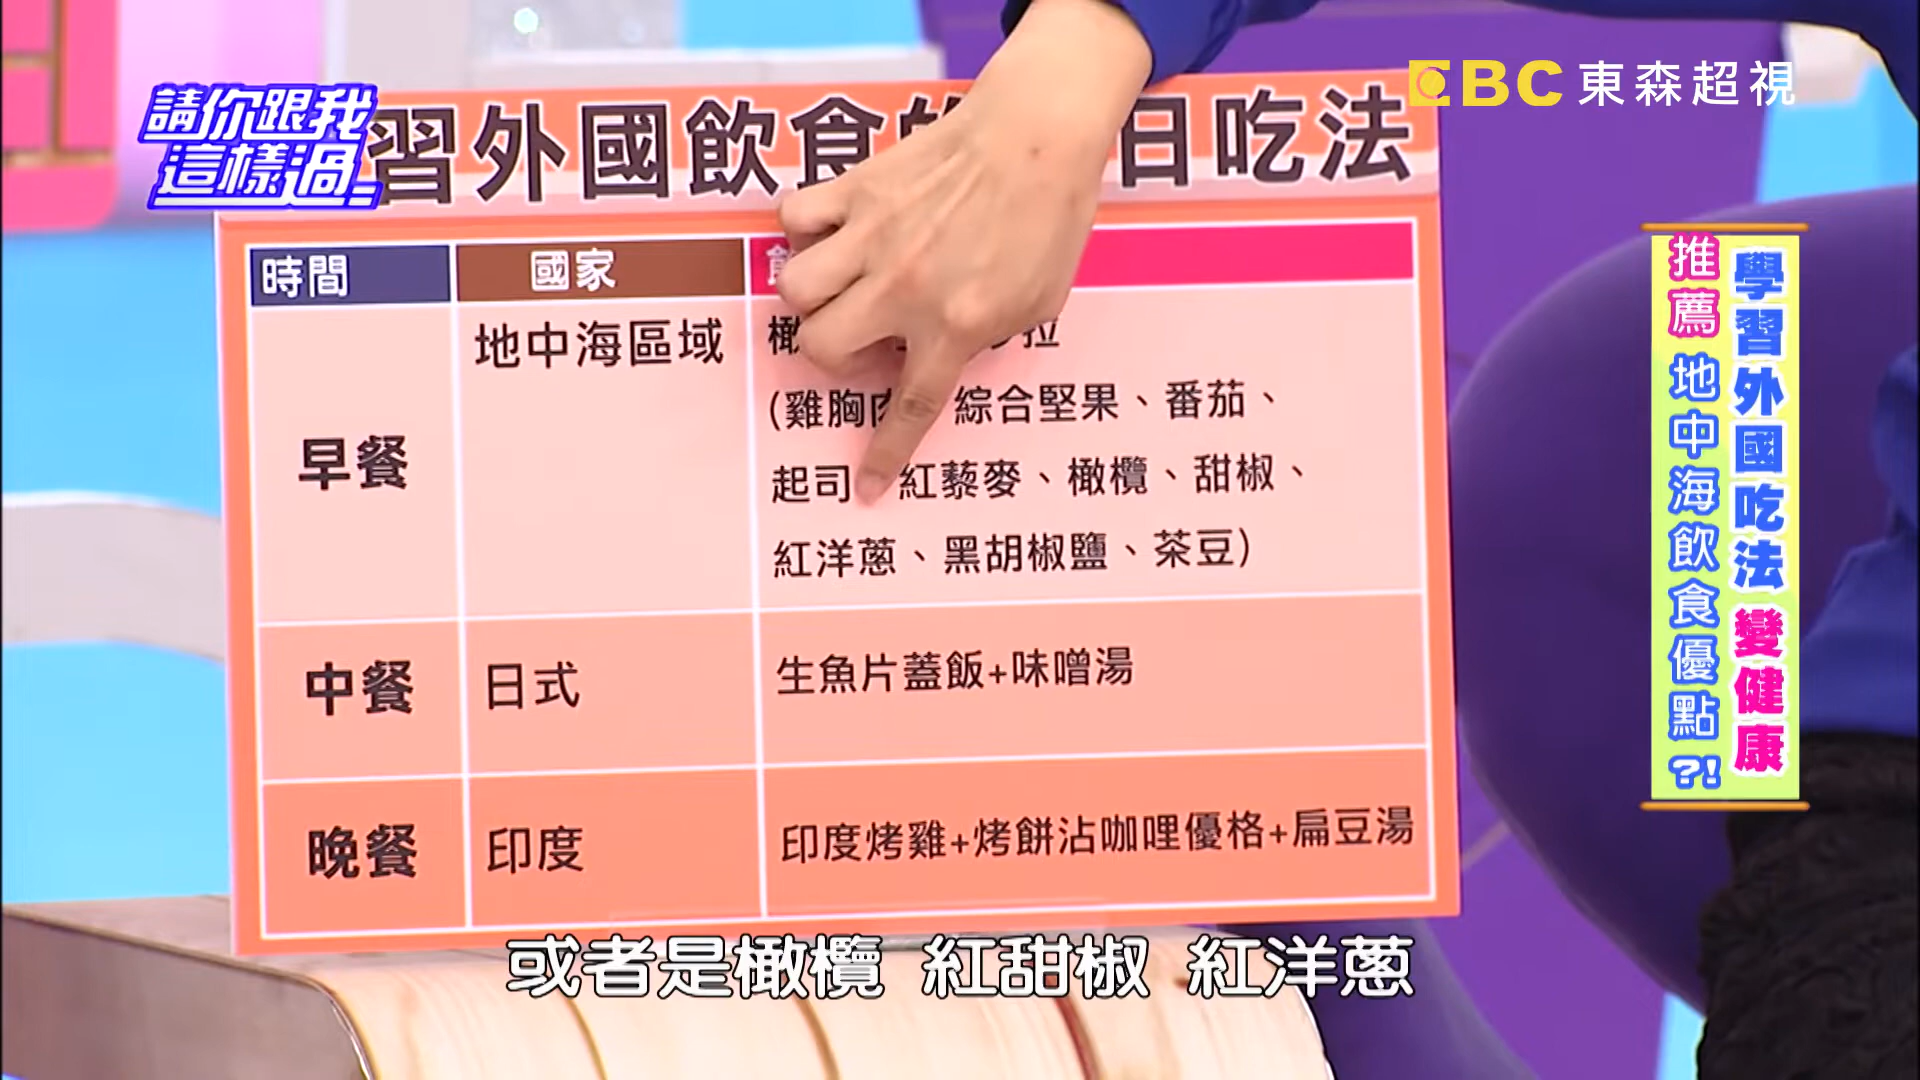 請你跟我
這樣過
EBC 東森超視
習外國飲食 日吃法
時間 國家
早餐 地中海區域
(雞胸肉 綜合堅果、番茄、
起司 紅藜麥、橄欖、甜椒、
紅洋蔥、黑胡椒鹽、茶豆)
中餐 日式 生魚片蓋飯+味噌湯
晚餐 印度 印度烤雞+烤餅沾咖哩優格+扁豆湯
學習外國吃法 變健康
推薦 地中海飲食優點?!
或者是橄欖 紅甜椒 紅洋蔥